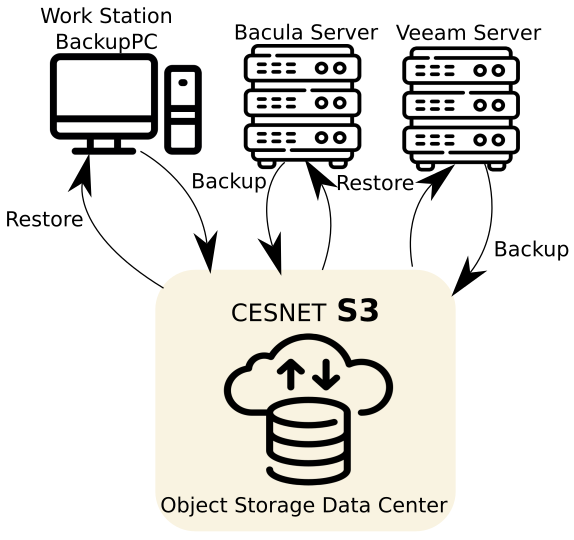 Work Station
BackupPC
Bacula Server
Veeam Server
Backup
Restore
Restore
Backup
CESNET S3
Object Storage Data Center